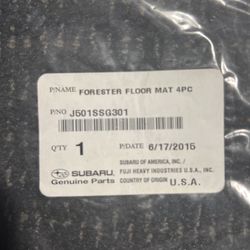 P/NAME FORESTER FLOOR MAT 4PC
P/NO J501SSG301
Q'TY 1 P/DATE 6/17/2015
SUBARU OF AMERICA, INC. /
SUBARU FUJI HEAVY INDUSTRIES U.S.A., INC.
Genuine Parts COUNTRY OF ORIGIN U.S.A.